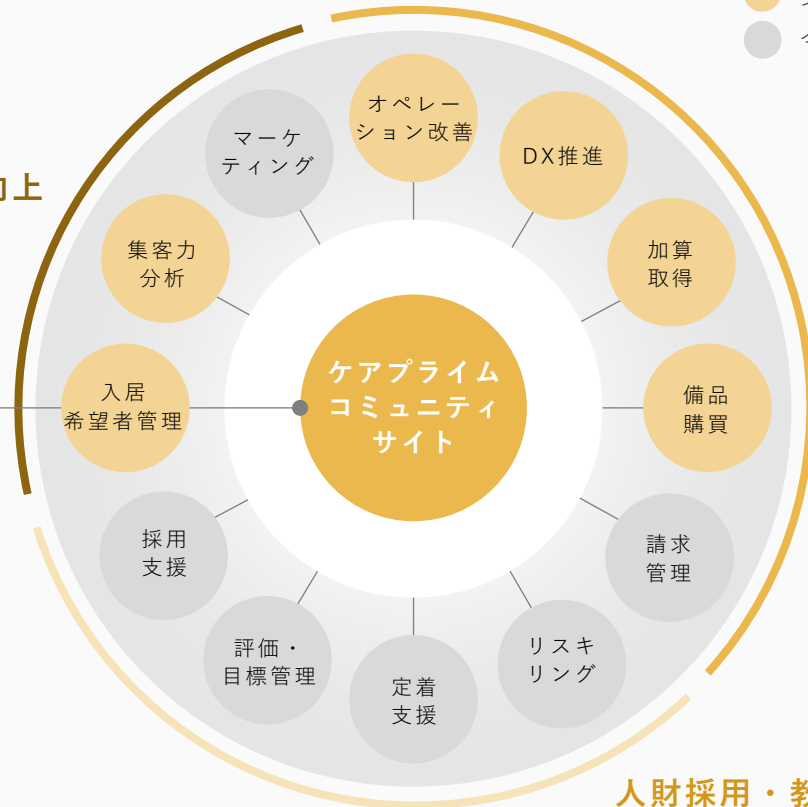 オペレー
ション改善
マーケ
ティング
DX推進
向上
集客力
分析
加算
取得
ケアプライム
コミュニティ
サイト
入居
希望者管理
備品
購買
採用
支援
請求
管理
評価・
目標管理
リスキ
リング
定着
支援
人財採用・教